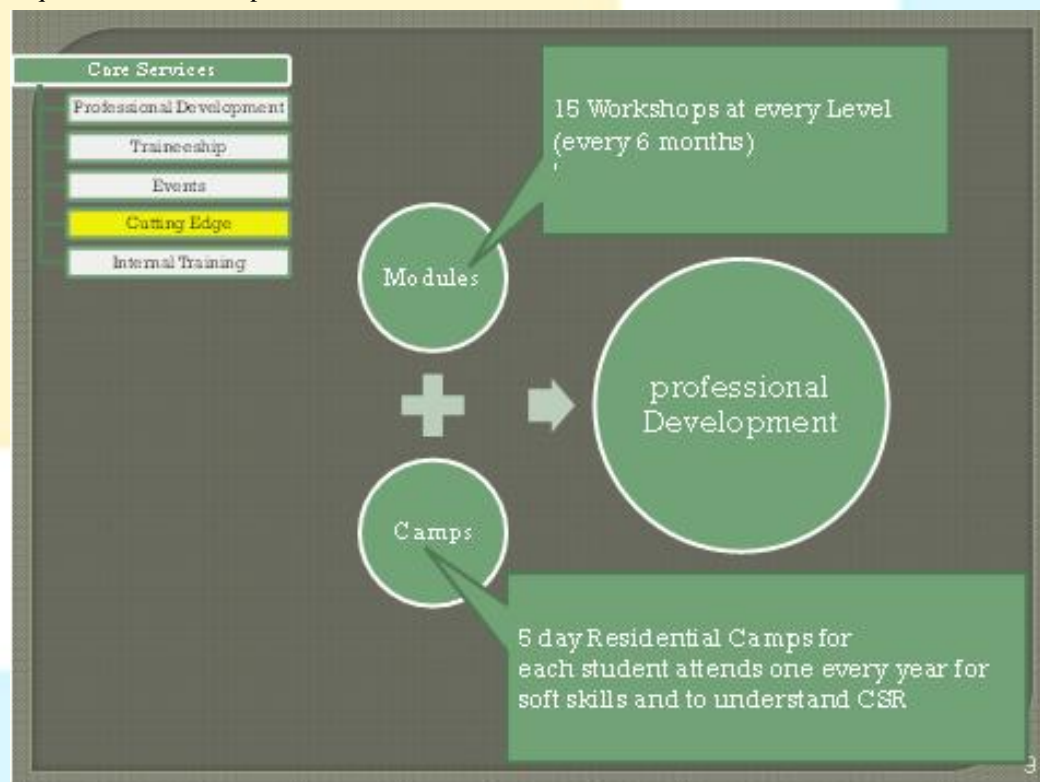 Core Services
Professional Development
Traineeship
Events
Cutting Edge
Internal Training
15 Workshops at every Level
(every 6 months)
'
Modules
professional
Development
Camps
5 day Residential Camps for
each student attends one every year for
soft skills and to understand CSR
3